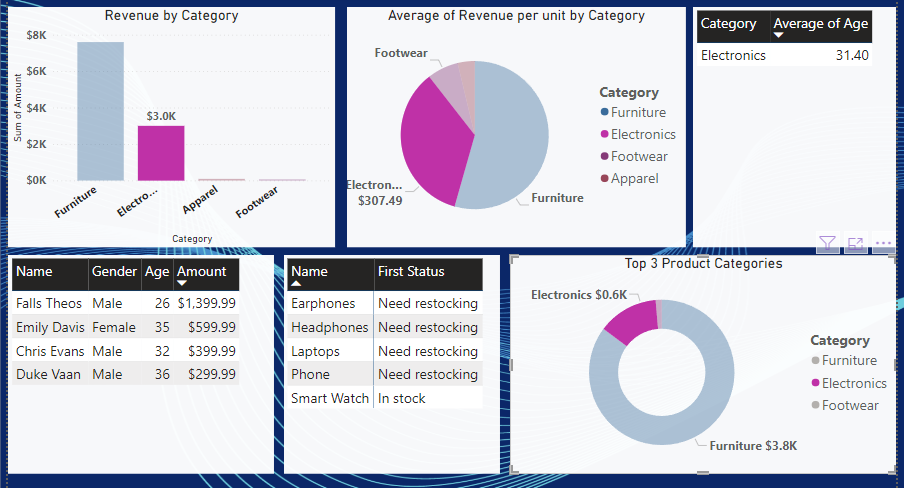 Revenue by Category
$8K
$6K
$4K
$2K
$0K
Sum of Amount
$3.0K
Furniture
Electro...
Apparel
Footwear
Category
Average of Revenue per unit by Category
Footwear
Electron...
$307.49
Furniture
Category
Furniture
Electronics
Footwear
Apparel
Category Average of Age
Electronics 31.40
Name Gender Age Amount
Falls Theos Male 26 $1,399.99
Emily Davis Female 35 $599.99
Chris Evans Male 32 $399.99
Duke Vaan Male 36 $299.99
Name First Status
Earphones Need restocking
Headphones Need restocking
Laptops Need restocking
Phone Need restocking
Smart Watch In stock
Top 3 Product Categories
Electronics $0.6K
Furniture $3.8K
Category
Furniture
Electronics
Footwear